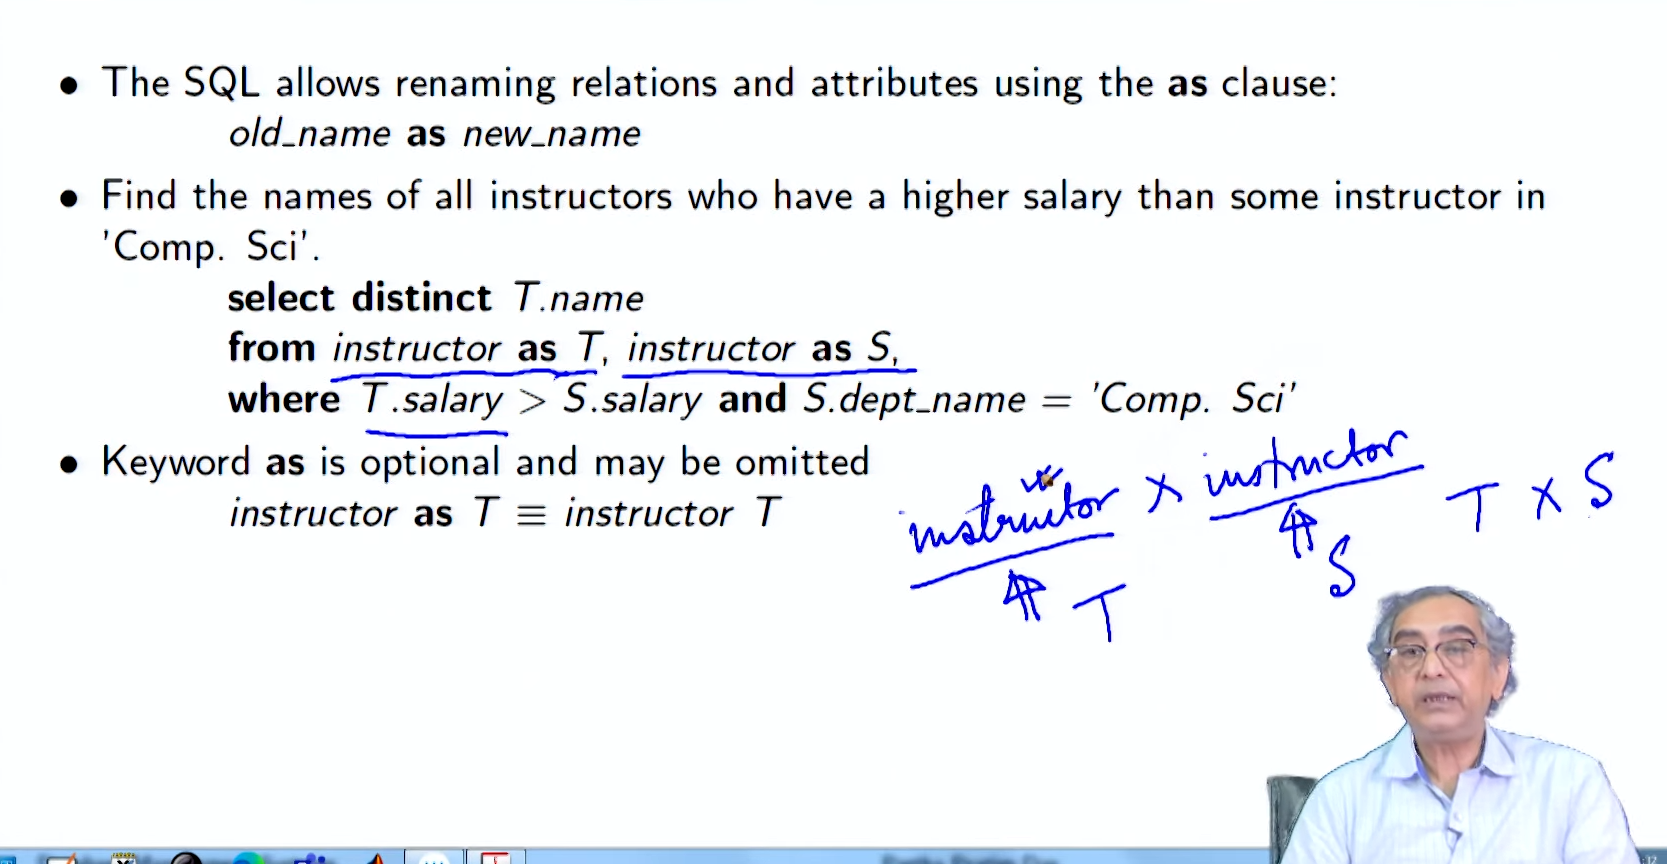 • The SQL allows renaming relations and attributes using the as clause:
old_name as new_name
• Find the names of all instructors who have a higher salary than some instructor in
'Comp. Sci'.
select distinct T.name
from instructor as T, instructor as S,
where T.salary > S.salary and S.dept_name = 'Comp. Sci'
• Keyword as is optional and may be omitted
instructor as T ≡ instructor T
instructor × instructor
T
S
T × S